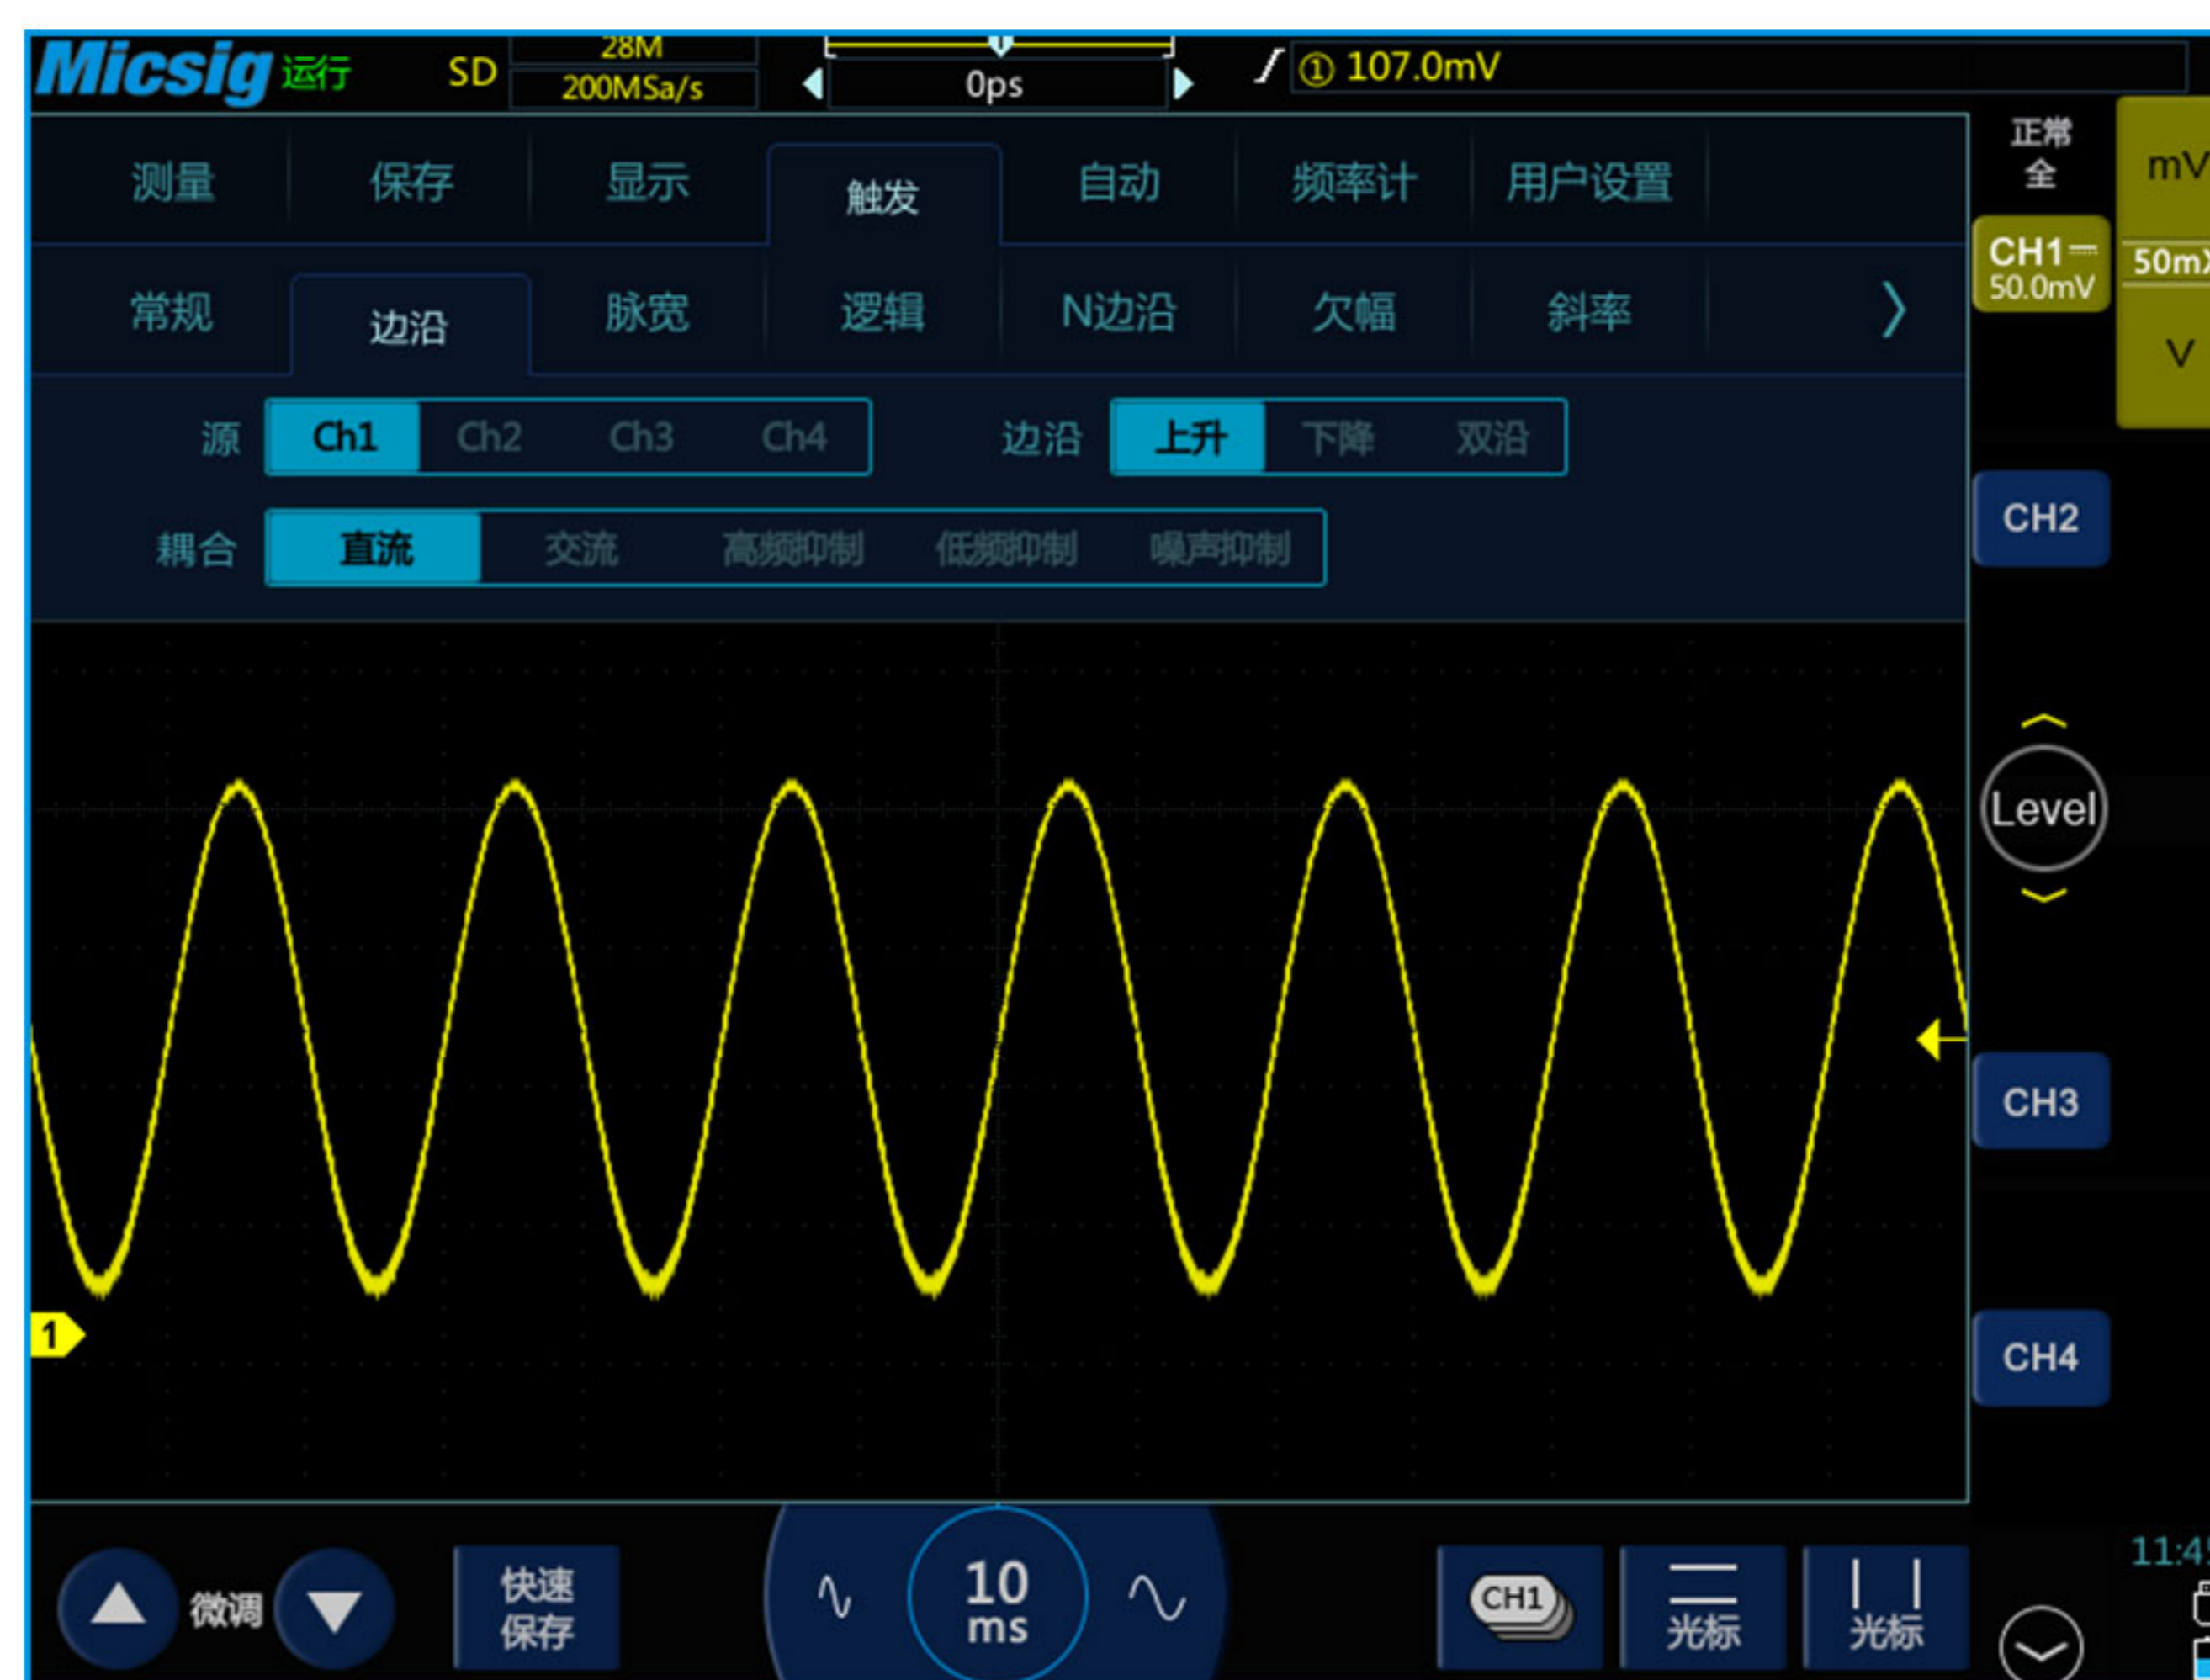 Micsig 运行 SD 28M 200MSa/s 0ps ① 107.0mV
测量 保存 显示 触发 自动 频率计 用户设置
正常
全
mV
常规 边沿 脉宽 逻辑 N边沿 欠幅 斜率
CH1
50.0mV
V
源 Ch1 Ch2 Ch3 Ch4 边沿 上升 下降 双沿
耦合 直流 交流 高频抑制 低频抑制 噪声抑制
CH2
Level
CH3
1
CH4
微调
快速
保存
10
ms
CH1
光标
光标